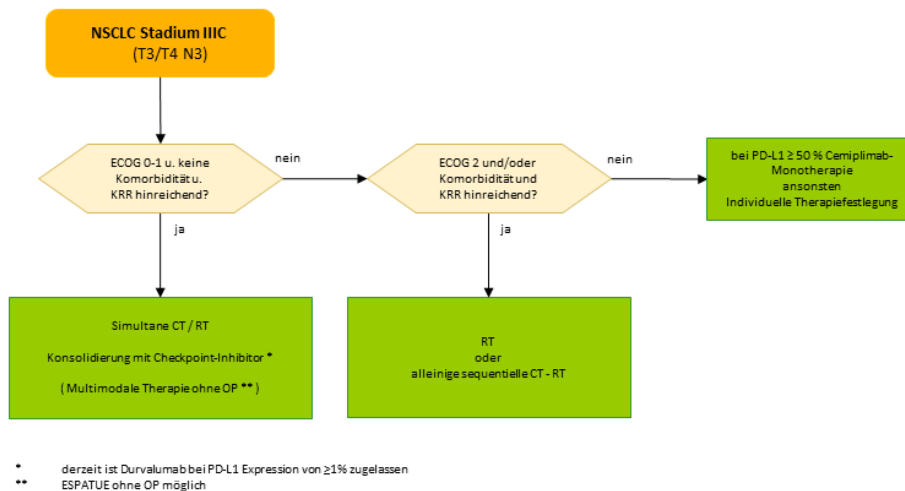 NSCLC Stadium IIIC
(T3/T4 N3)
ECOG 0-1 u. keine
Komorbidität u.
KRR hinreichend?
nein
ECOG 2 und/oder
Komorbidität und
KRR hinreichend?
nein
bei PD-L1 ≥ 50 % Cemiplimab-
Monotherapie
ansonsten
Individuelle Therapiefestlegung
ja
ja
Simultane CT / RT
Konsolidierung mit Checkpoint-Inhibitor *
( Multimodale Therapie ohne OP ** )
RT
oder
alleinige sequentielle CT - RT
* derzeit ist Durvalumab bei PD-L1 Expression von ≥1% zugelassen
** ESPATUE ohne OP möglich